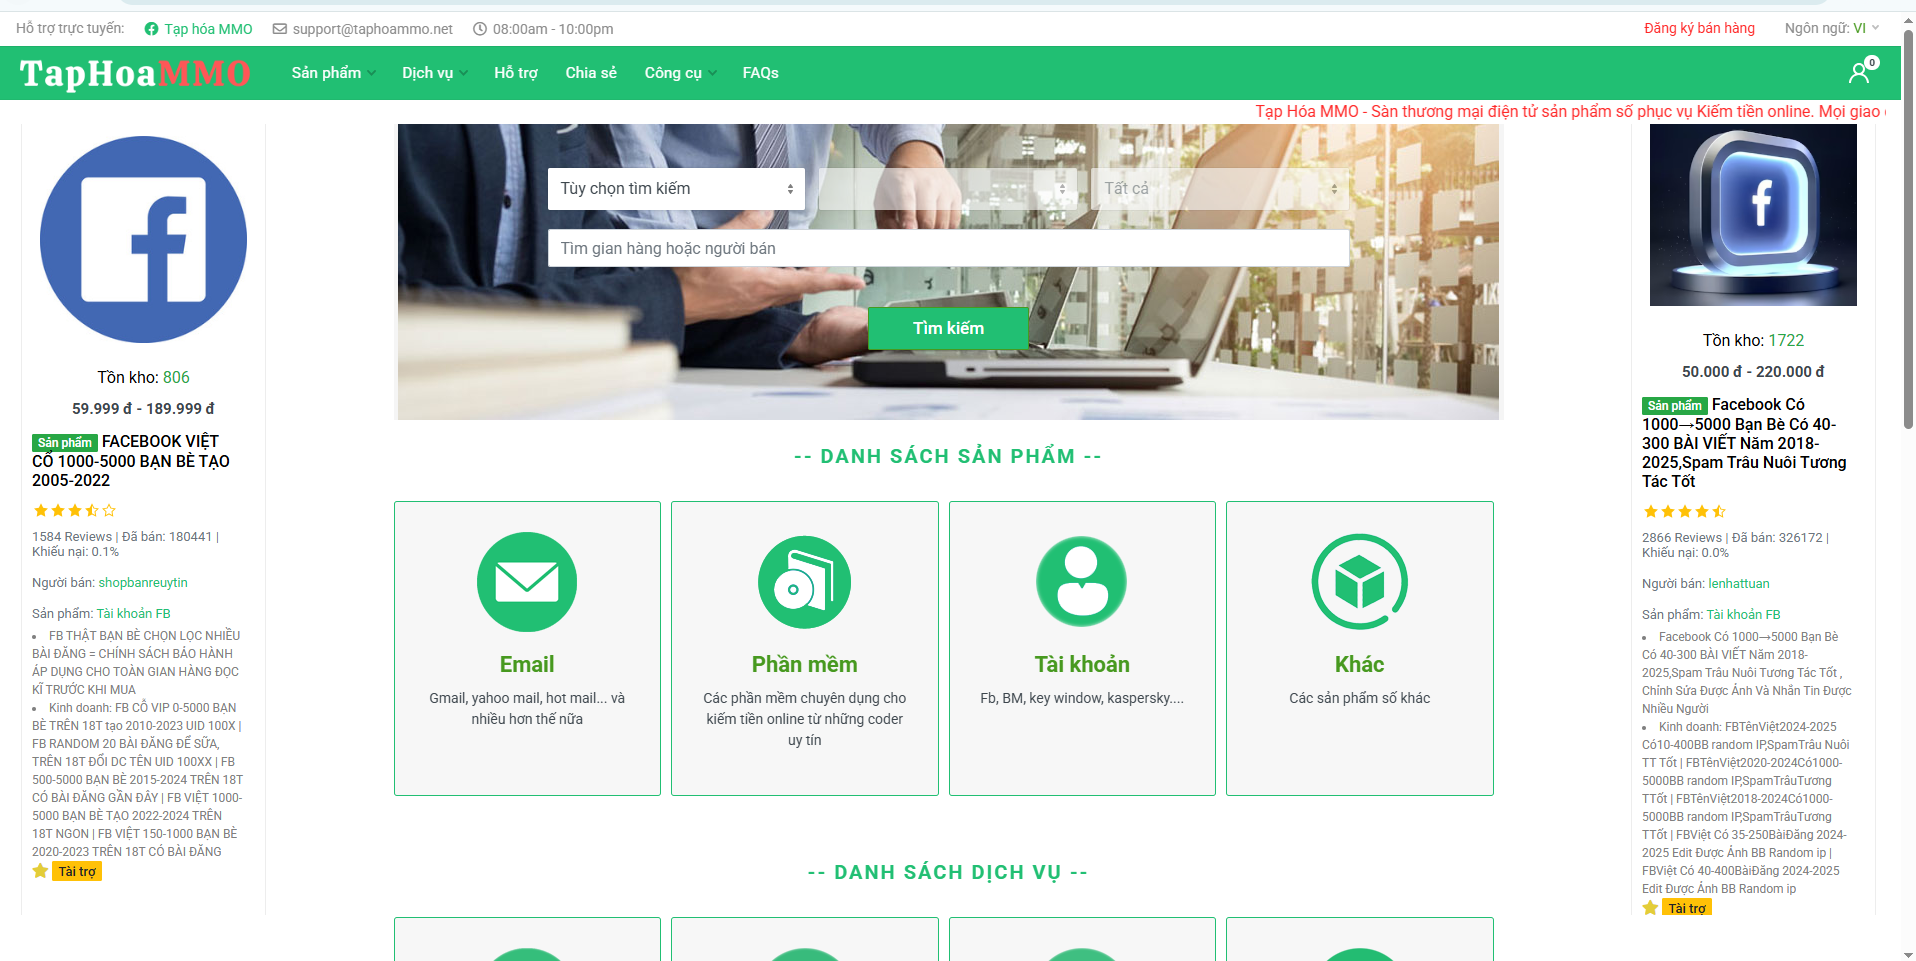 Hỗ trợ trực tuyến: Tạp hóa MMO support@taphoammo.net 08:00am - 10:00pm Đăng ký bán hàng Ngôn ngữ: VI
TapHoaMMO Sản phẩm Dịch vụ Hỗ trợ Chia sẻ Công cụ FAQs 0
Tạp Hóa MMO - Sàn thương mại điện tử sản phẩm số phục vụ Kiếm tiền online. Mọi giao
Tồn kho: 806
59.999 đ - 189.999 đ
Sản phẩm FACEBOOK VIỆT
CỔ 1000-5000 BẠN BÈ TẠO
2005-2022
1584 Reviews | Đã bán: 180441 |
Khiếu nại: 0.1%
Người bán: shopbanreuytin
Sản phẩm: Tài khoản FB
• FB THẬT BẠN BÈ CHỌN LỌC NHIỀU
BÀI ĐĂNG = CHÍNH SÁCH BẢO HÀNH
ÁP DỤNG CHO TOÀN GIAN HÀNG ĐỌC
KĨ TRƯỚC KHI MUA
• Kinh doanh: FB CỔ VIP 0-5000 BẠN
BÈ TRÊN 18T tạo 2010-2023 UID 100X |
FB RANDOM 20 BÀI ĐĂNG ĐỂ SỮA,
TRÊN 18T ĐỔI DC TÊN UID 100XX | FB
500-5000 BẠN BÈ 2015-2024 TRÊN 18T
CÓ BÀI ĐĂNG GẦN ĐÂY | FB VIỆT 1000-
5000 BẠN BÈ TẠO 2022-2024 TRÊN
18T NGON | FB VIỆT 150-1000 BẠN BÈ
2020-2023 TRÊN 18T CÓ BÀI ĐĂNG
Tài trợ
Tùy chọn tìm kiếm Tất cả
Tìm gian hàng hoặc người bán
Tìm kiếm
-- DANH SÁCH SẢN PHẨM --
Email
Gmail, yahoo mail, hot mail... và
nhiều hơn thế nữa
Phần mềm
Các phần mềm chuyên dụng cho
kiếm tiền online từ những coder
uy tín
Tài khoản
Fb, BM, key window, kaspersky....
Khác
Các sản phẩm số khác
-- DANH SÁCH DỊCH VỤ --
Tồn kho: 1722
50.000 đ - 220.000 đ
Sản phẩm Facebook Có
1000→5000 Bạn Bè Có 40-
300 BÀI VIẾT Năm 2018-
2025,Spam Trâu Nuôi Tương
Tác Tốt
2866 Reviews | Đã bán: 326172 |
Khiếu nại: 0.0%
Người bán: lenhattuan
Sản phẩm: Tài khoản FB
• Facebook Có 1000→5000 Bạn Bè
Có 40-300 BÀI VIẾT Năm 2018-
2025,Spam Trâu Nuôi Tương Tác Tốt ,
Chỉnh Sửa Được Ảnh Và Nhắn Tin Được
Nhiều Người
• Kinh doanh: FBTênViệt2024-2025
Có10-400BB random IP,SpamTrâu Nuôi
TT Tốt | FBTênViệt2020-2024Có1000-
5000BB random IP,SpamTrâuTương
TTốt | FBTênViệt2018-2024Có1000-
5000BB random IP,SpamTrâuTương
TTốt | FBViệt Có 35-250BàiĐăng 2024-
2025 Edit Được Ảnh BB Random ip |
FBViệt Có 40-400BàiĐăng 2024-2025
Edit Được Ảnh BB Random ip
Tài trợ